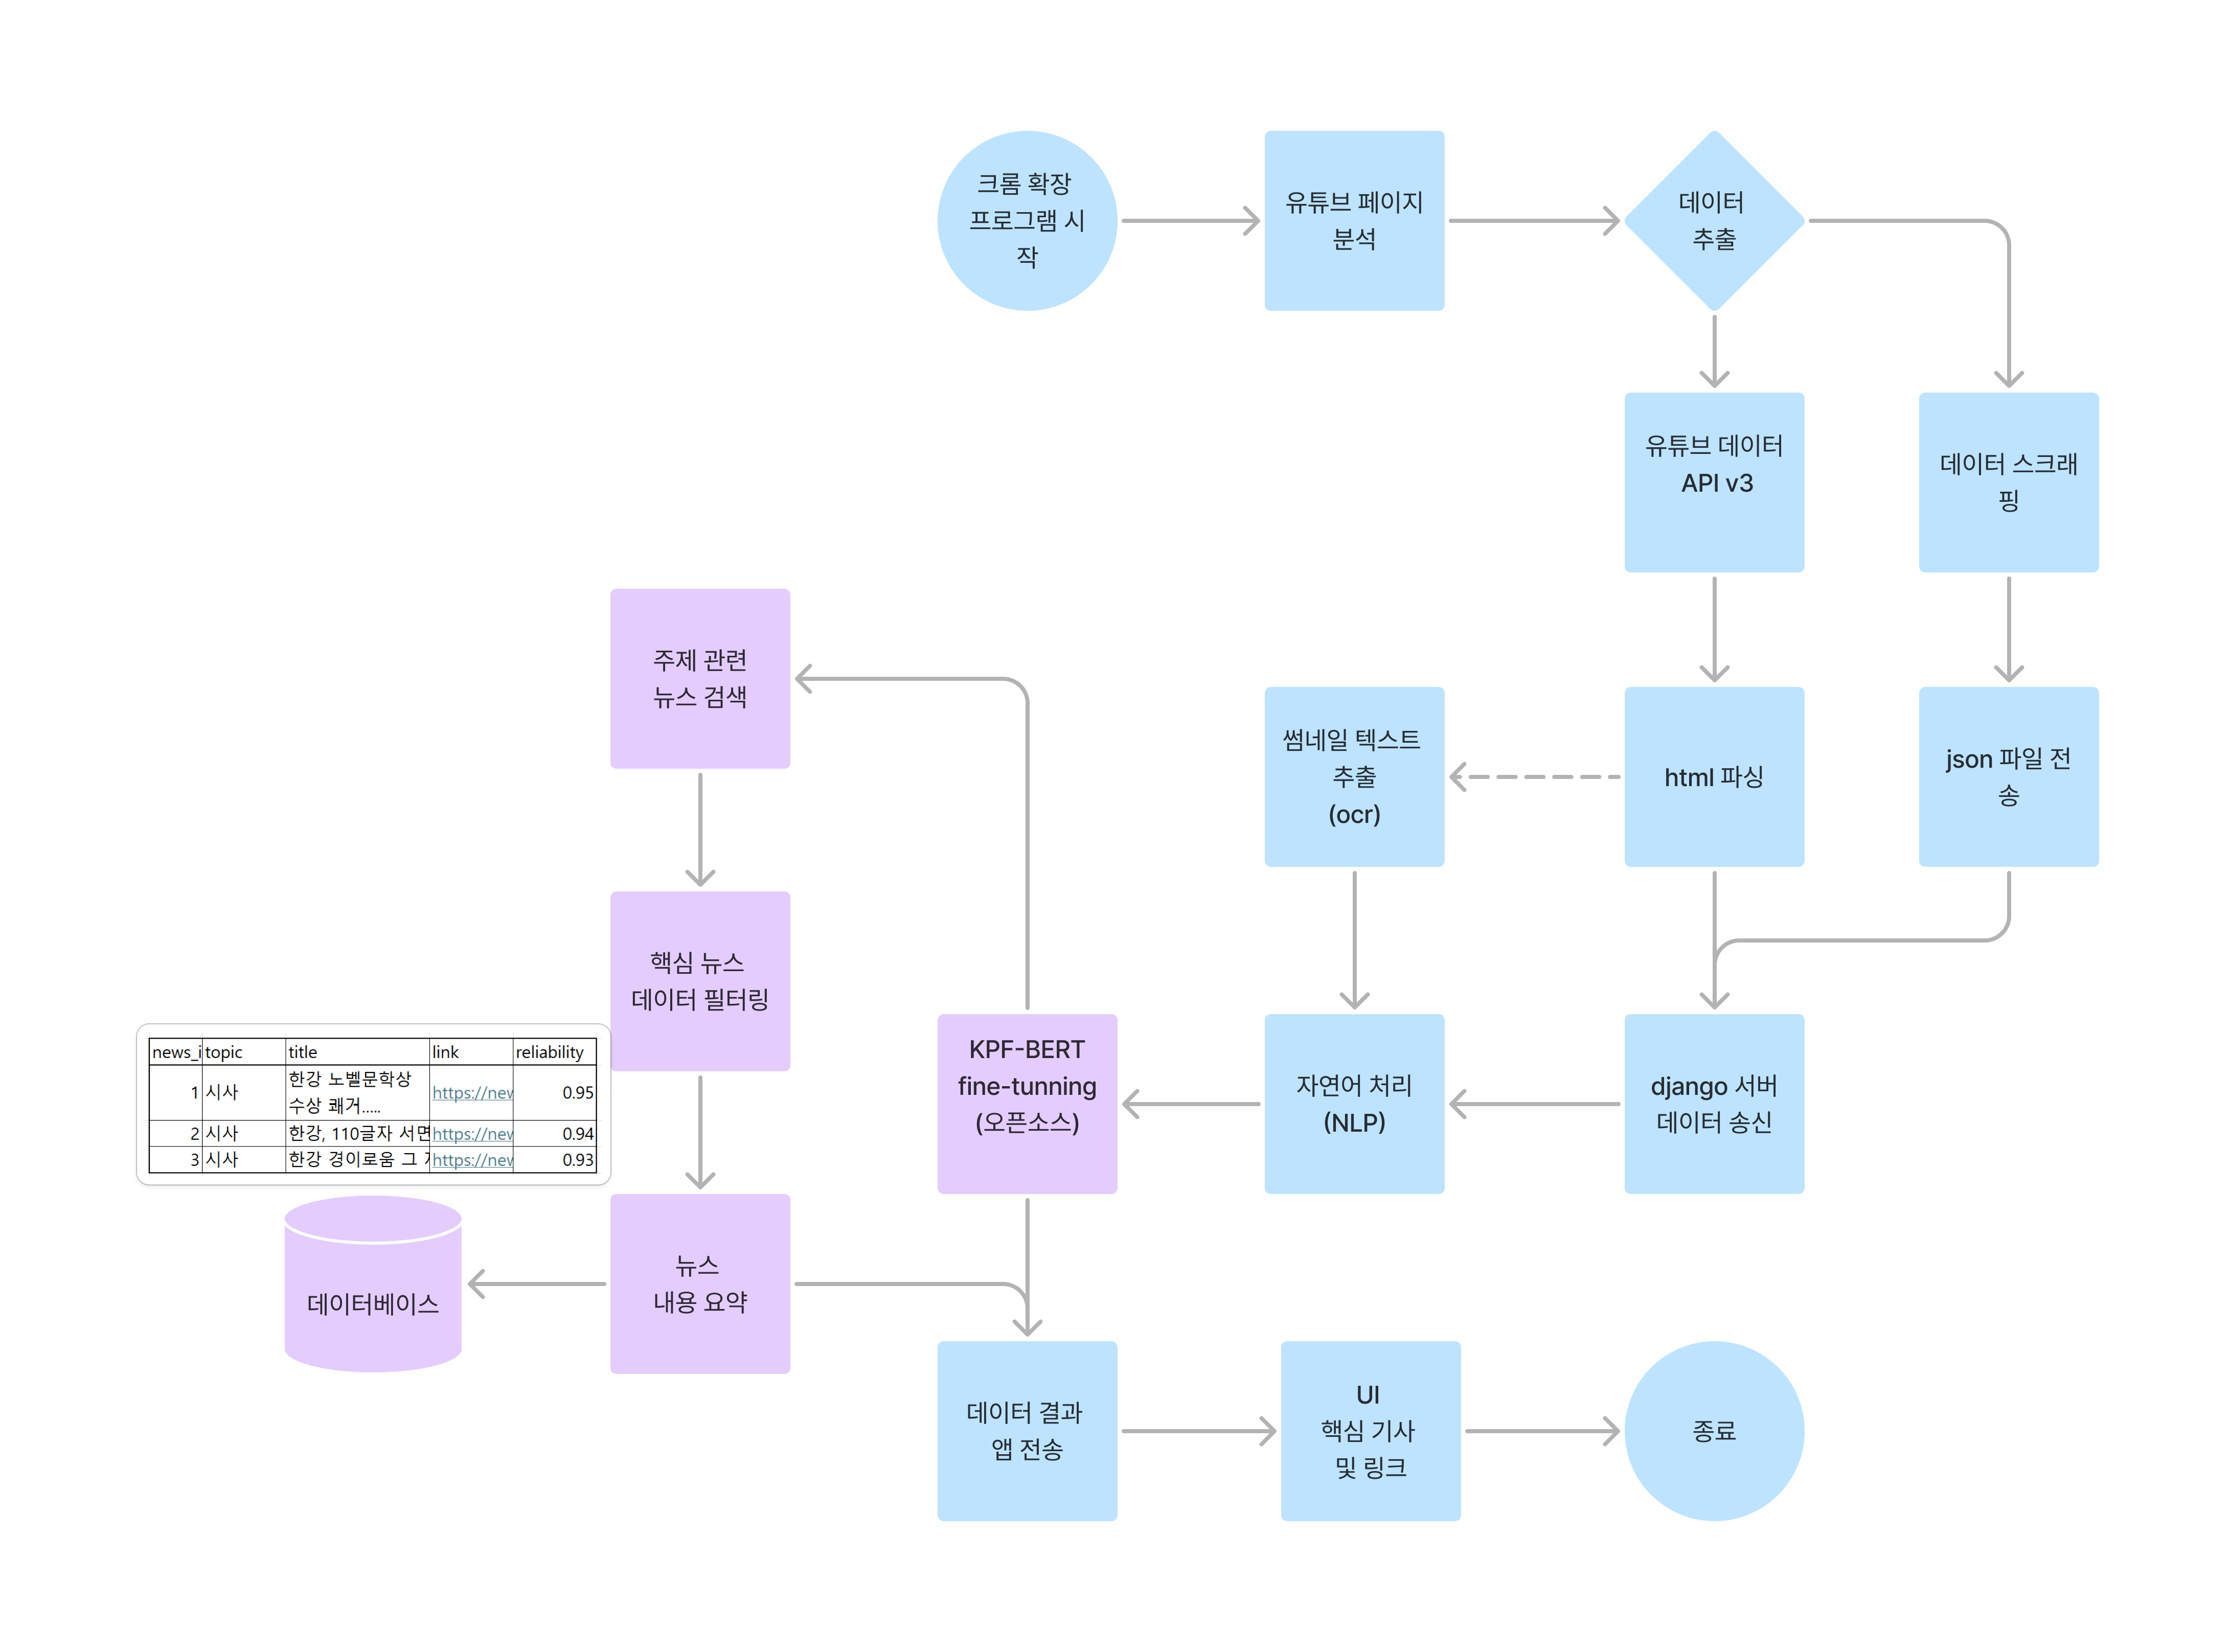 크롬 확장
프로그램 시
작
유튜브 페이지
분석
데이터
추출
유튜브 데이터
API v3
데이터 스크래
핑
주제 관련
뉴스 검색
썸네일 텍스트
추출
(ocr)
html 파싱
json 파일 전
송
핵심 뉴스
데이터 필터링
news_i topic title link reliability
1 시사 한강 노벨문학상
수상 쾌거..... https://nev 0.95
2 시사 한강, 110글자 서면 https://nev 0.94
3 시사 한강 경이로움 그 https://nev 0.93
KPF-BERT
fine-tunning
(오픈소스)
자연어 처리
(NLP)
django 서버
데이터 송신
데이터베이스
뉴스
내용 요약
데이터 결과
앱 전송
UI
핵심 기사
및 링크
종료